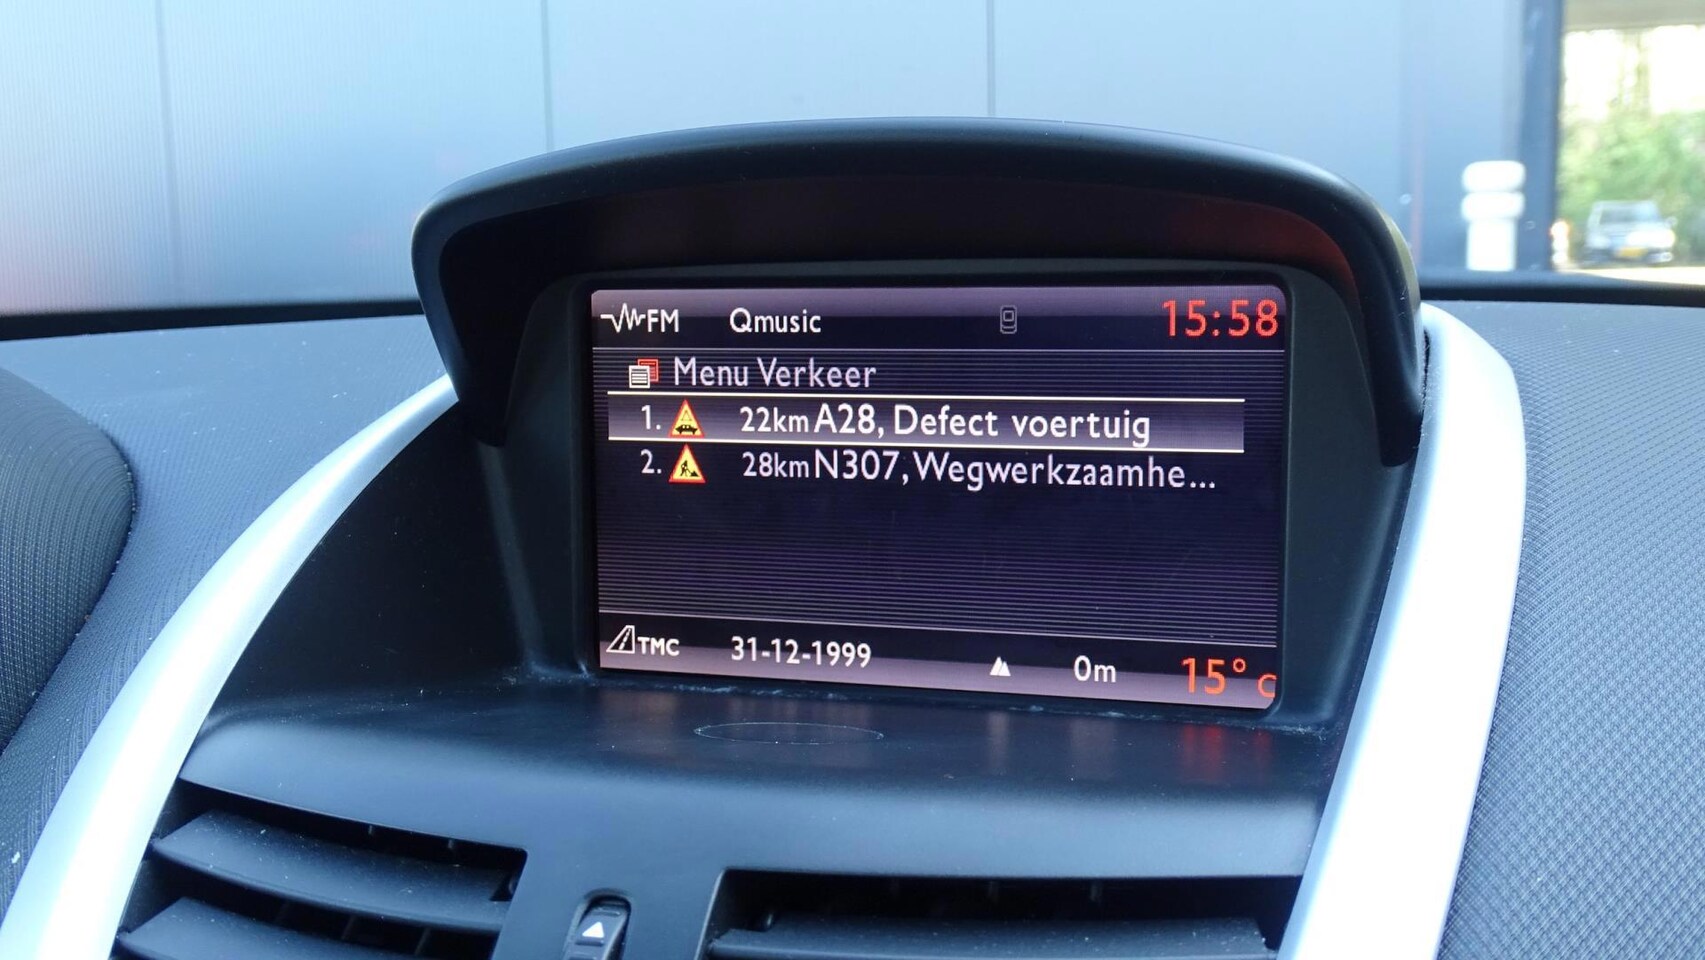 FM Qmusic 15:58
Menu Verkeer
1. 22km A28, Defect voertuig
2. 28km N307, Wegwerkzaamhe...
TMC 31-12-1999 0m 15° C